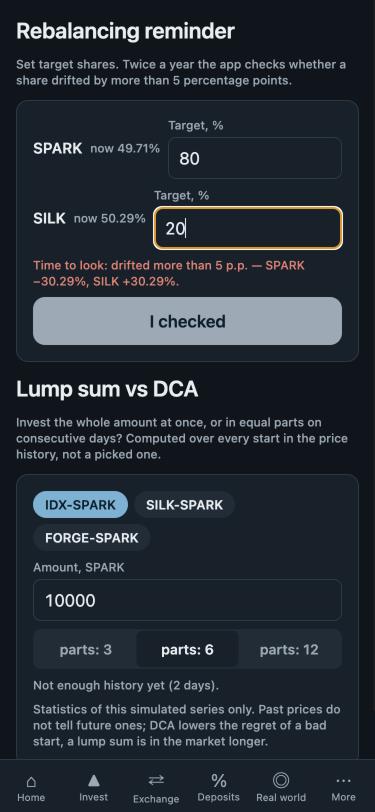 Rebalancing reminder
Set target shares. Twice a year the app checks whether a
share drifted by more than 5 percentage points.
Target, %
SPARK now 49.71%
80
Target, %
SILK now 50.29%
20
Time to look: drifted more than 5 p.p. — SPARK
−30.29%, SILK +30.29%.
I checked
Lump sum vs DCA
Invest the whole amount at once, or in equal parts on
consecutive days? Computed over every start in the price
history, not a picked one.
IDX-SPARK SILK-SPARK
FORGE-SPARK
Amount, SPARK
10000
parts: 3 parts: 6 parts: 12
Not enough history yet (2 days).
Statistics of this simulated series only. Past prices do
not tell future ones; DCA lowers the regret of a bad
start, a lump sum is in the market longer.
Home Invest Exchange Deposits Real world More